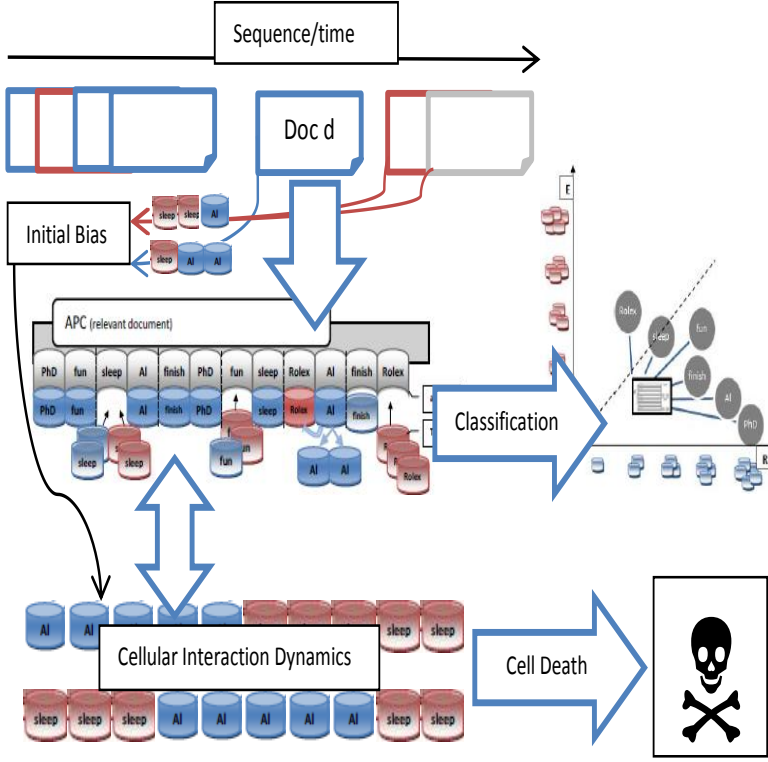 Sequence/time
Doc d
sleep sleep AI
Initial Bias
sleep AI AI
E
APC (relevant document)
PhD fun sleep AI finish PhD fun sleep Rolex AI finish Rolex
PhD fun AI finish PhD sleep Rolex AI finish
sleep sleep fun AI AI Rolex
Rolex sleep fun
finish
AI
PhD
R
Classification
AI AI sleep sleep
Cellular Interaction Dynamics
sleep sleep sleep AI AI AI AI AI sleep sleep
Cell Death